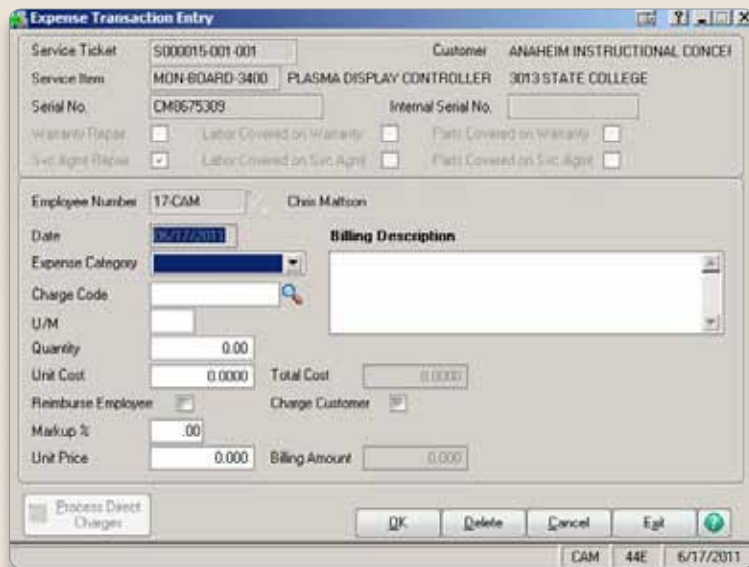 Expense Transaction Entry
Service Ticket S000015-001-001 Customer ANAHEIM INSTRUCTIONAL CONCEF
Service Item MON-BOARD-3400 PLASMA DISPLAY CONTROLLER 3013 STATE COLLEGE
Serial No. CM8675309 Internal Serial No.
Warranty Repair Labor Covered on Warranty Parts Covered on Warranty
Svc Agmt Repair Labor Covered on Svc Agmt Parts Covered on Svc Agmt
Employee Number 17-CAM Chris Mattson
Date 06/17/2011 Billing Description
Expense Category
Charge Code
U/M
Quantity 0.00
Unit Cost 0.0000 Total Cost 0.0000
Reimburse Employee Charge Customer
Markup % .00
Unit Price 0.000 Billing Amount 0.000
Process Direct
Charges
OK Delete Cancel Exit
CAM 44E 6/17/2011